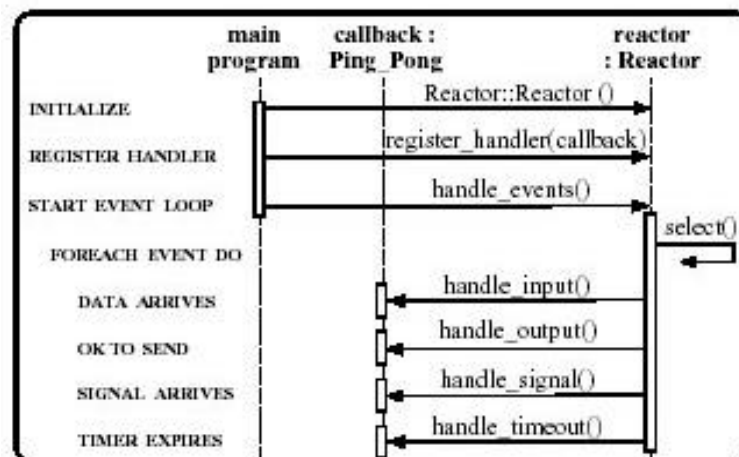 main program
callback : Ping_Pong
reactor : Reactor
INITIALIZE
Reactor::Reactor ()
REGISTER HANDLER
register_handler(callback)
START EVENT LOOP
handle_events()
select()
FOREACH EVENT DO
DATA ARRIVES
handle_input()
OK TO SEND
handle_output()
SIGNAL ARRIVES
handle_signal()
TIMER EXPIRES
handle_timeout()